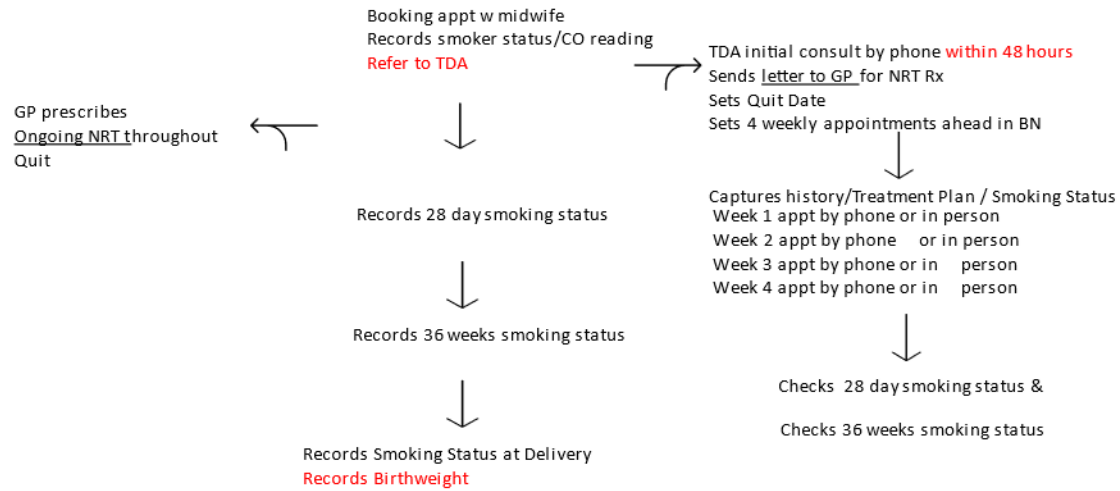 Booking appt w midwife
Records smoker status/CO reading
Refer to TDA
TDA initial consult by phone within 48 hours
Sends letter to GP for NRT Rx
Sets Quit Date
Sets 4 weekly appointments ahead in BN
GP prescribes
Ongoing NRT throughout
Quit
Captures history/Treatment Plan / Smoking Status
Week 1 appt by phone or in person
Week 2 appt by phone or in person
Week 3 appt by phone or in person
Week 4 appt by phone or in person
Records 28 day smoking status
Records 36 weeks smoking status
Checks 28 day smoking status &
Checks 36 weeks smoking status
Records Smoking Status at Delivery
Records Birthweight